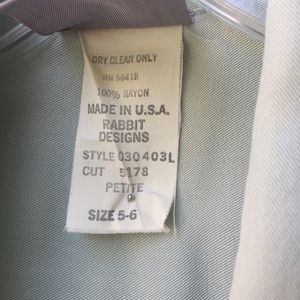 DRY CLEAN ONLY
RN 56418
100% RAYON
MADE IN U.S.A.
RABBIT
DESIGNS
STYLE 030403L
CUT 5178
PETITE
SIZE 5-6